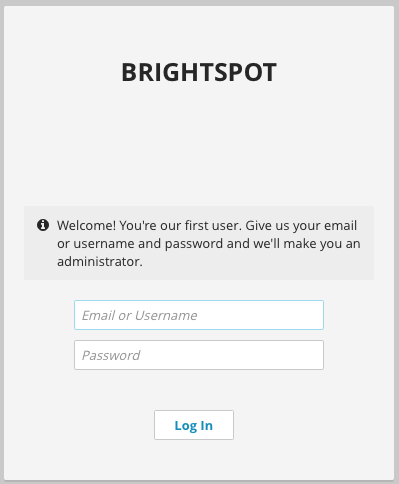 BRIGHTSPOT
Welcome! You're our first user. Give us your email
or username and password and we'll make you an
administrator.
Email or Username
Password
Log In